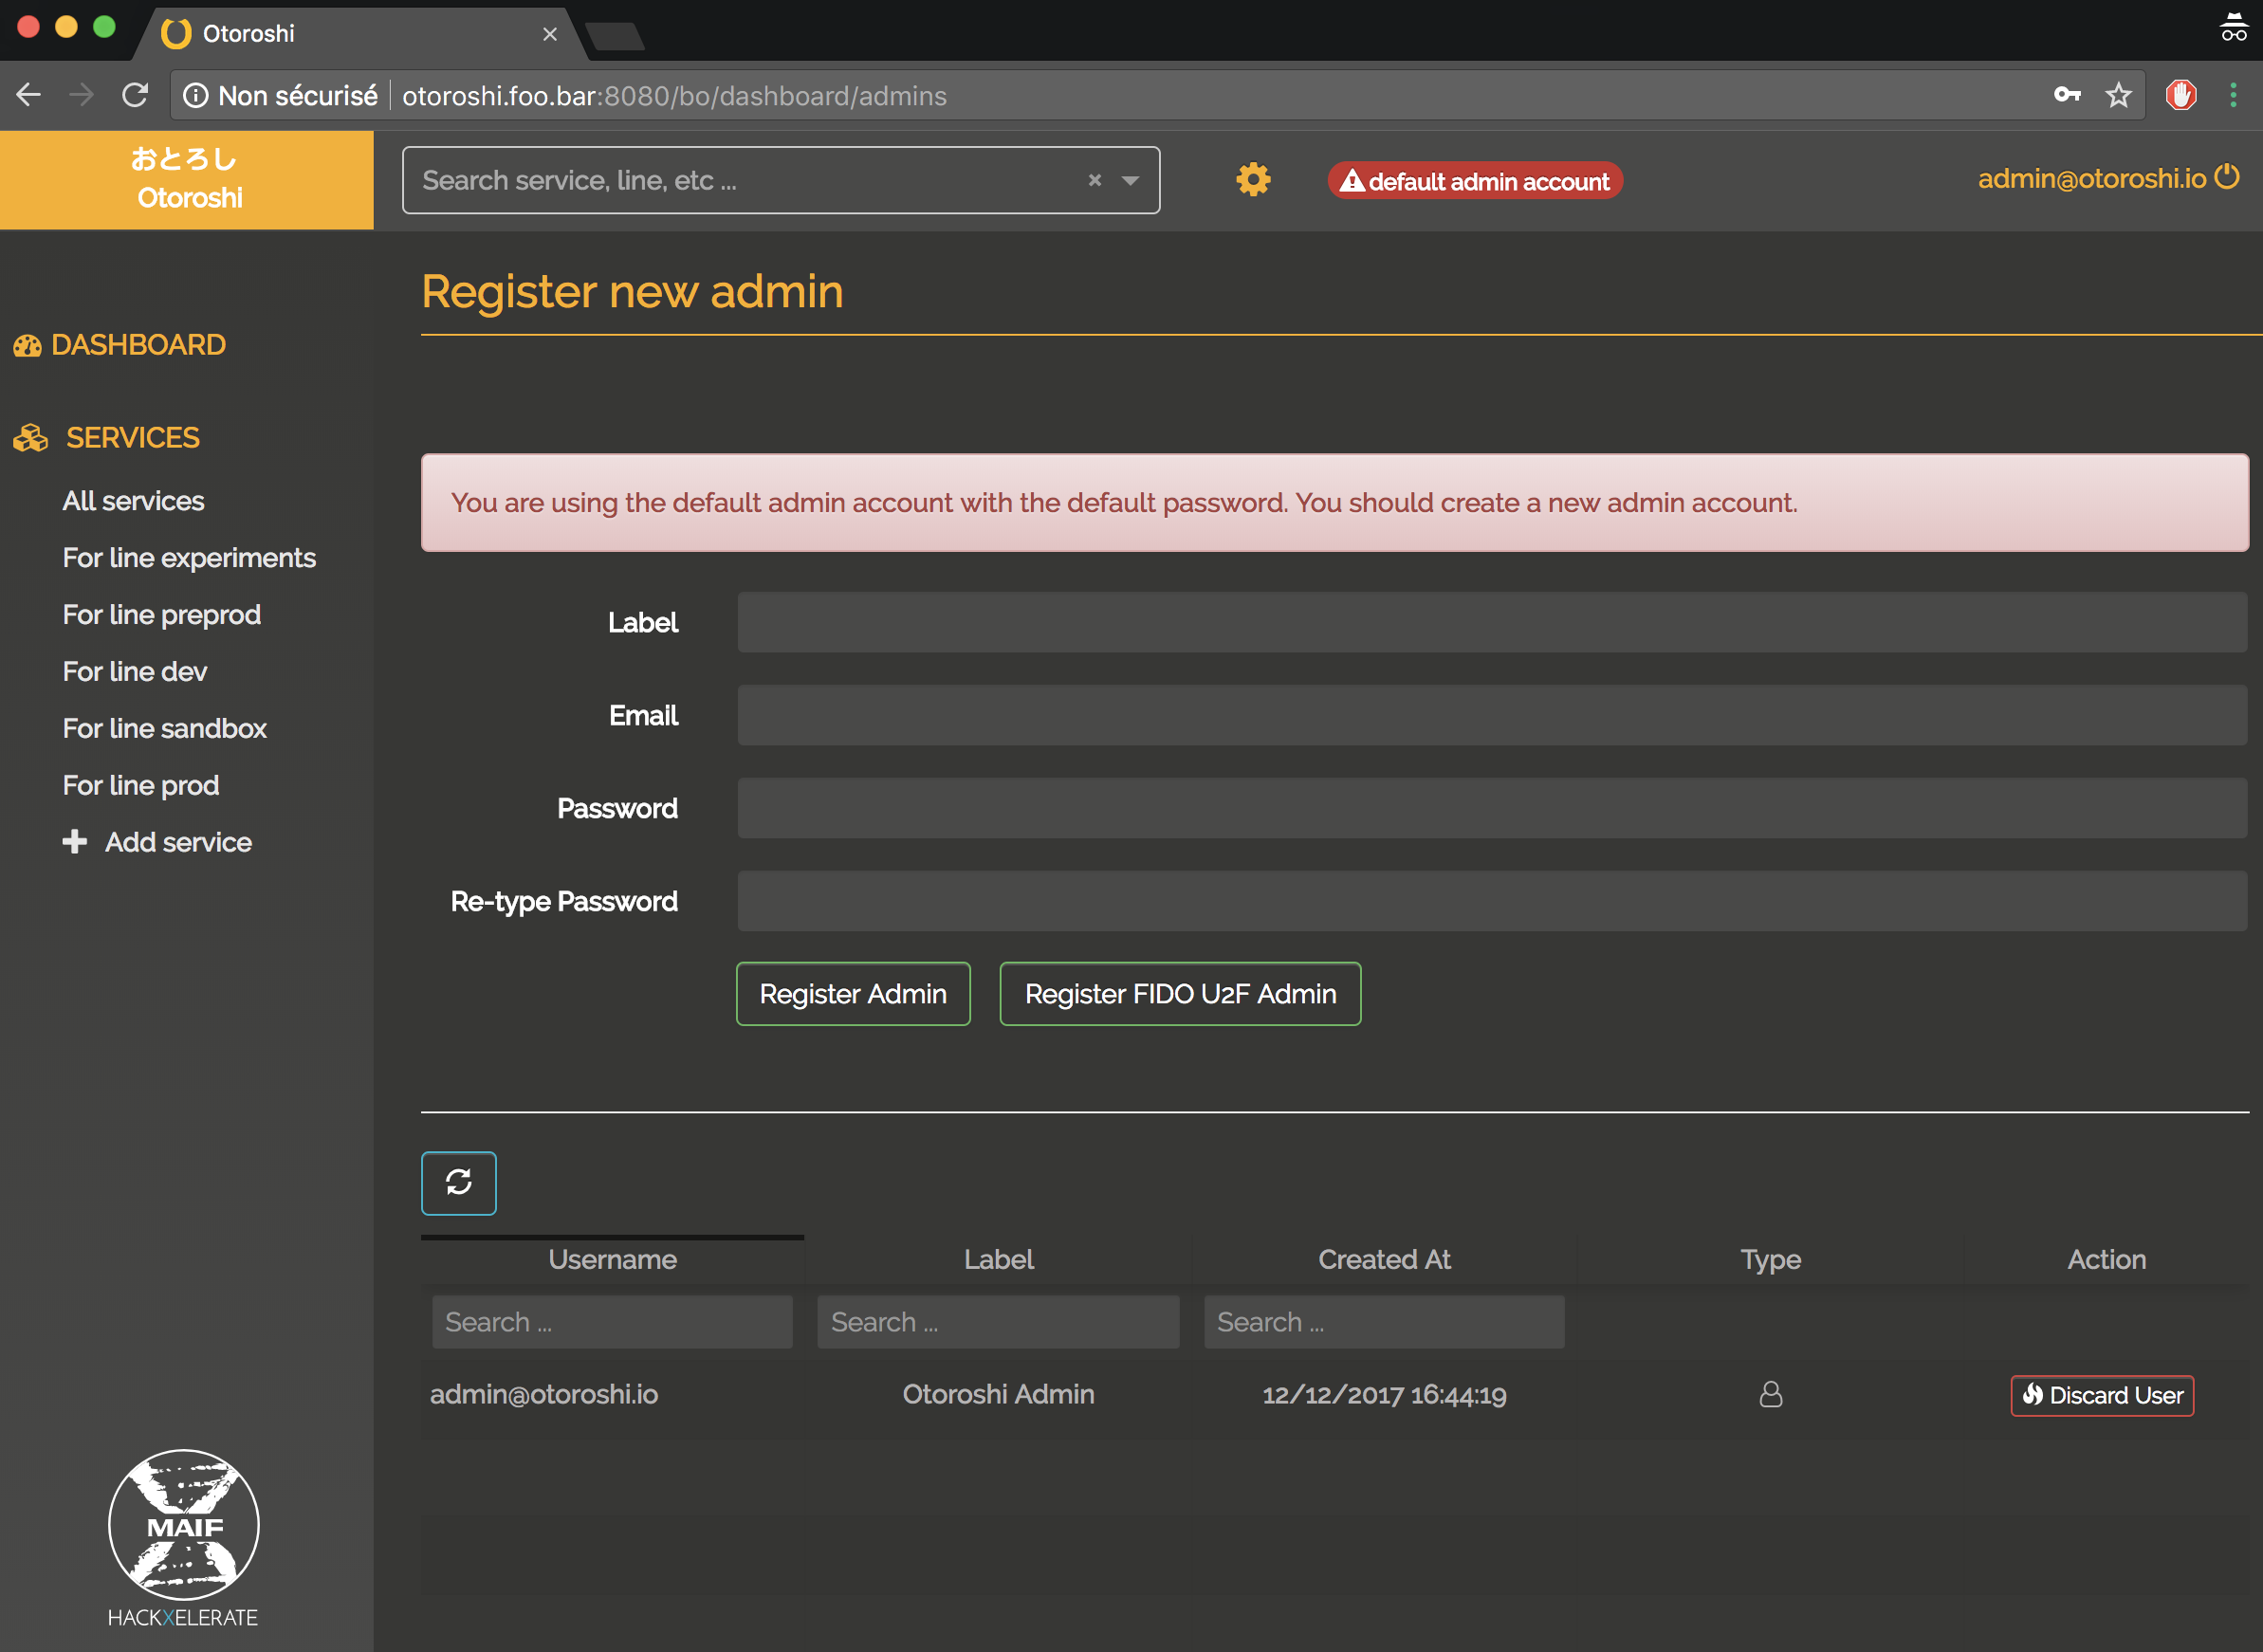 Otoroshi
Non sécurisé otoroshi.foo.bar:8080/bo/dashboard/admins
おとろし
Otoroshi
Search service, line, etc ...
default admin account
admin@otoroshi.io
DASHBOARD
SERVICES
All services
For line experiments
For line preprod
For line dev
For line sandbox
For line prod
Add service
MAIF
HACKXELERATE
Register new admin
You are using the default admin account with the default password. You should create a new admin account.
Label
Email
Password
Re-type Password
Register Admin Register FIDO U2F Admin
Username Label Created At Type Action
Search ... Search ... Search ...
admin@otoroshi.io Otoroshi Admin 12/12/2017 16:44:19 Discard User